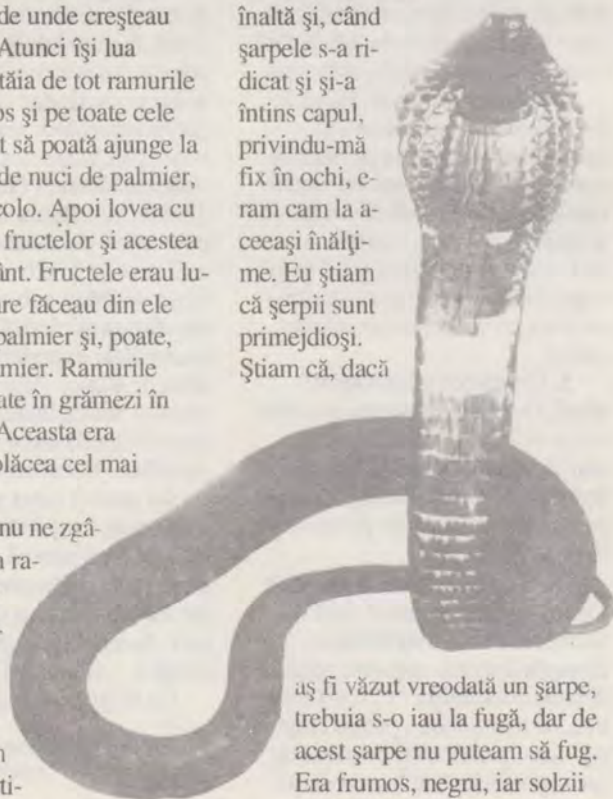 de unde creşteau
Atunci îşi lua
tăia de tot ramurile
os şi pe toate cele
t să poată ajunge la
de nuci de palmier,
colo. Apoi lovea cu
fructelor şi acestea
ânt. Fructele erau lu-
are făceau din ele
palmier şi, poate,
mier. Ramurile
ate în grămezi în
Aceasta era
plăcea cel mai
nu ne zgâ-
n ra-
n
ti-
înaltă şi, când
şarpele s-a ri-
dicat şi şi-a
întins capul,
privindu-mă
fix în ochi, e-
ram cam la a-
ceeaşi înălţi-
me. Eu ştiam
că şerpii sunt
primejdioşi.
Ştiam că, dacă
aş fi văzut vreodată un şarpe,
trebuia s-o iau la fugă, dar de
acest şarpe nu puteam să fug.
Era frumos, negru, iar solzii